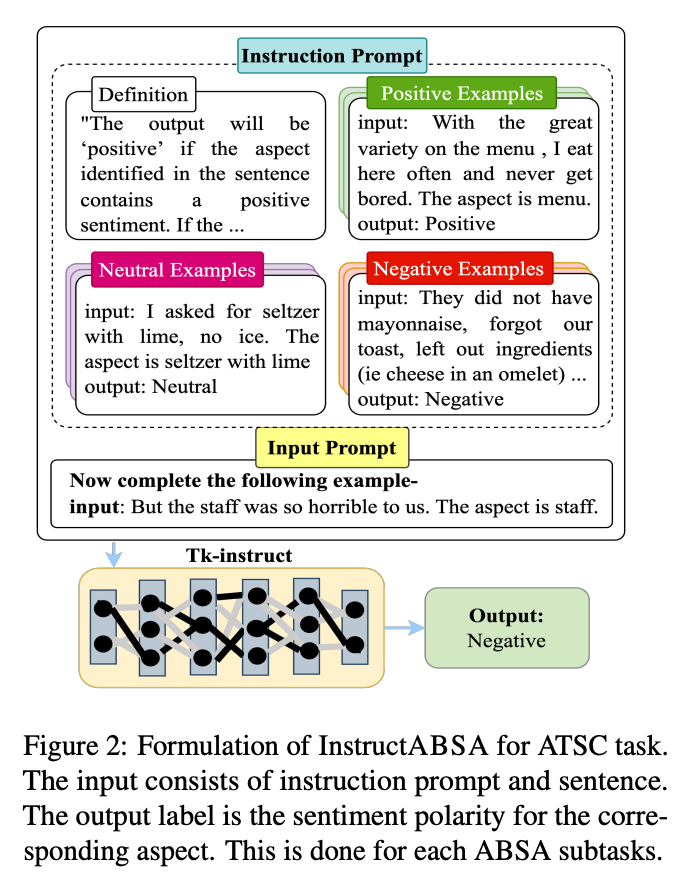 Instruction Prompt
Definition
"The output will be
‘positive’ if the aspect
identified in the sentence
contains a positive
sentiment. If the ...
Positive Examples
input: With the great
variety on the menu , I eat
here often and never get
bored. The aspect is menu.
output: Positive
Neutral Examples
input: I asked for seltzer
with lime, no ice. The
aspect is seltzer with lime
output: Neutral
Negative Examples
input: They did not have
mayonnaise, forgot our
toast, left out ingredients
(ie cheese in an omelet) ...
output: Negative
Input Prompt
Now complete the following example-
input: But the staff was so horrible to us. The aspect is staff.
Tk-instruct
Output:
Negative
Figure 2: Formulation of InstructABSA for ATSC task.
The input consists of instruction prompt and sentence.
The output label is the sentiment polarity for the corre-
sponding aspect. This is done for each ABSA subtasks.